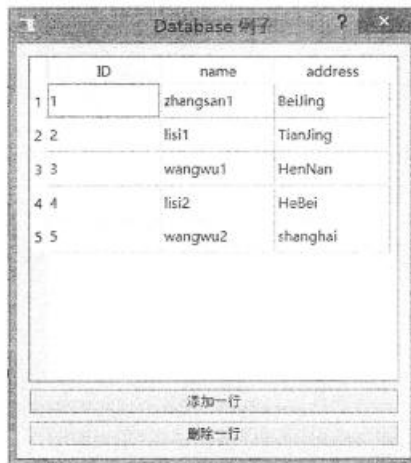 Database 例子
? ×
ID name address
1 1 zhangsan1 BeiJing
2 2 lisi1 TianJing
3 3 wangwu1 HenNan
4 4 lisi2 HeBei
5 5 wangwu2 shanghai
添加一行
删除一行